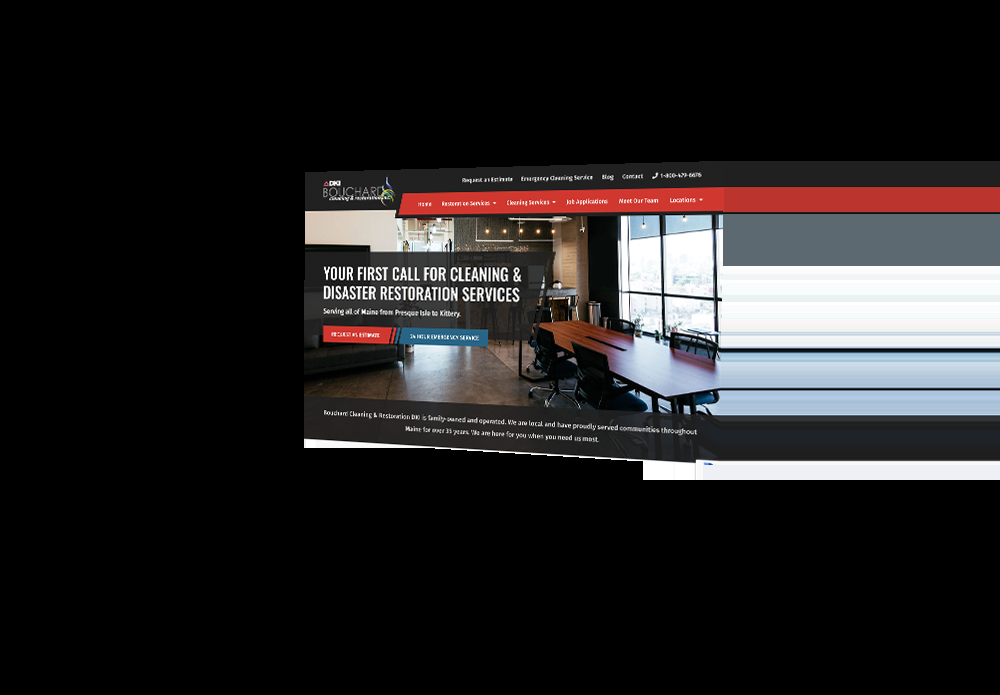 Request an Estimate Emergency Cleaning Service Blog Contact 1-800-479-6676
DKI
BOUCHARD
cleaning & restoration
Home Restoration Services Cleaning Services Job Applications Meet Our Team Locations
YOUR FIRST CALL FOR CLEANING &
DISASTER RESTORATION SERVICES
Serving all of Maine from Presque Isle to Kittery.
REQUEST AN ESTIMATE 24 HOUR EMERGENCY SERVICE
Bouchard Cleaning & Restoration DKI is family-owned and operated. We are local and have proudly served communities throughout
Maine for over 35 years. We are here for you when you need us most.